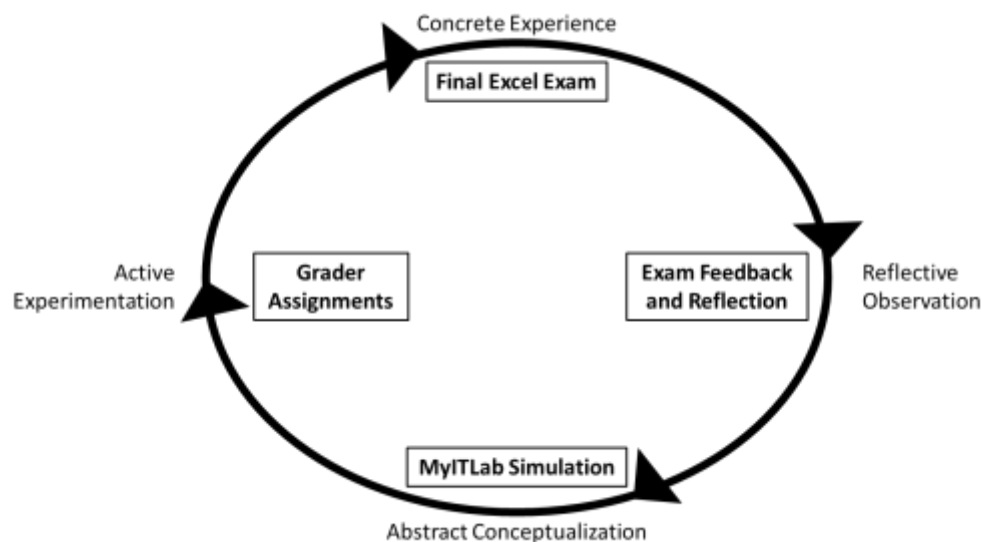 Concrete Experience
Final Excel Exam
Active
Experimentation
Grader
Assignments
Exam Feedback
and Reflection
Reflective
Observation
MyITLab Simulation
Abstract Conceptualization